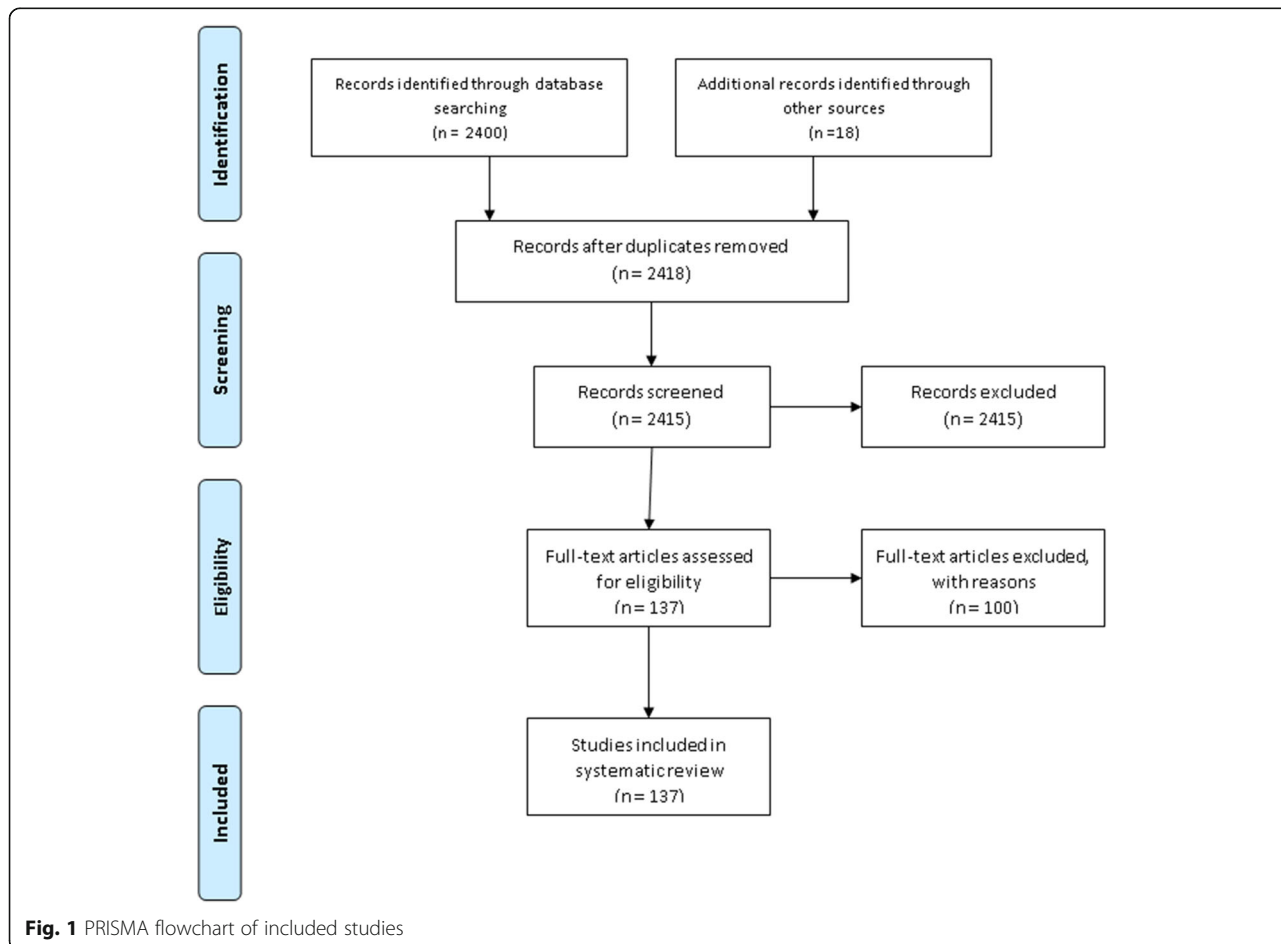 Identification
Records identified through database
searching
(n = 2400)
Additional records identified through
other sources
(n =18)
Records after duplicates removed
(n = 2418)
Screening
Records screened
(n = 2415)
Records excluded
(n = 2415)
Eligibility
Full-text articles assessed
for eligibility
(n = 137)
Full-text articles excluded,
with reasons
(n = 100)
Included
Studies included in
systematic review
(n = 137)
Fig. 1 PRISMA flowchart of included studies